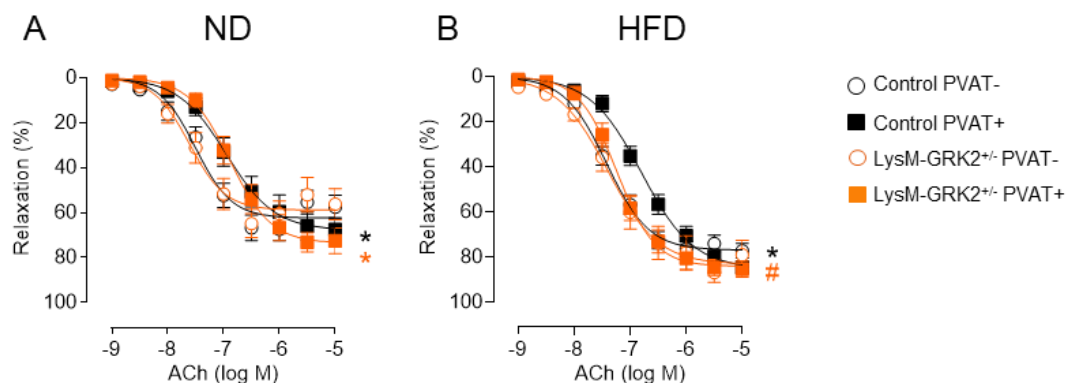 A
ND
B
HFD
0
20
40
60
80
100
Relaxation (%)
*
*
-9 -8 -7 -6 -5
ACh (log M)
0
20
40
60
80
100
Relaxation (%)
*
#
-9 -8 -7 -6 -5
ACh (log M)
Control PVAT-
Control PVAT+
LysM-GRK2+/- PVAT-
LysM-GRK2+/- PVAT+